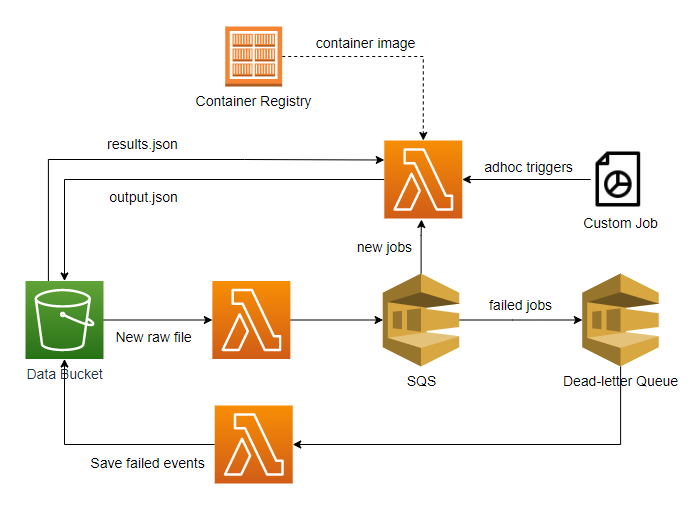 container image
Container Registry
results.json
adhoc triggers
output.json
Custom Job
new jobs
failed jobs
New raw file
Data Bucket
SQS
Dead-letter Queue
Save failed events